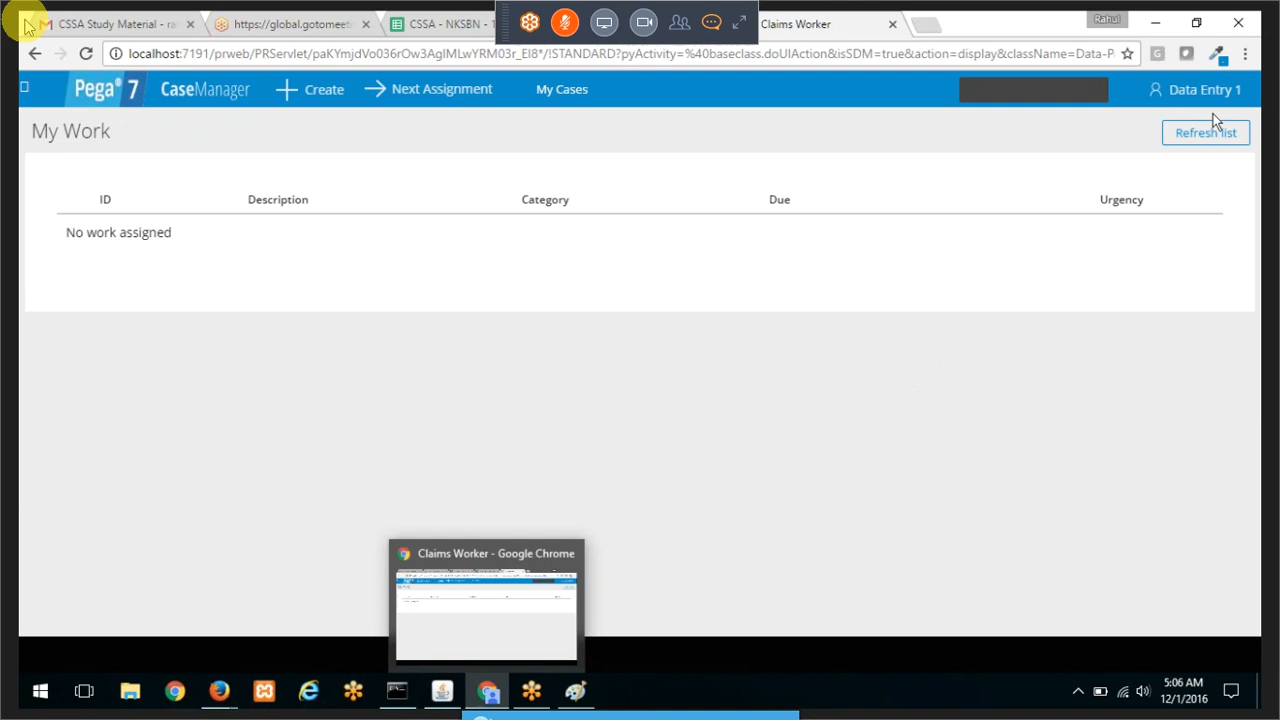 CSSA Study Material - ra
https://global.gotomeet
CSSA - NKSBN -
Claims Worker
Rahul
localhost:7191/prweb/PRServlet/paKYmjdVo036rOw3AglMLwYRM03r_El8*/!STANDARD?pyActivity=%40baseclass.doUIAction&isSDM=true&action=display&className=Data-P
Pega® 7 CaseManager Create Next Assignment My Cases Data Entry 1
My Work
Refresh list
ID Description Category Due Urgency
No work assigned
Claims Worker - Google Chrome
5:06 AM
12/1/2016